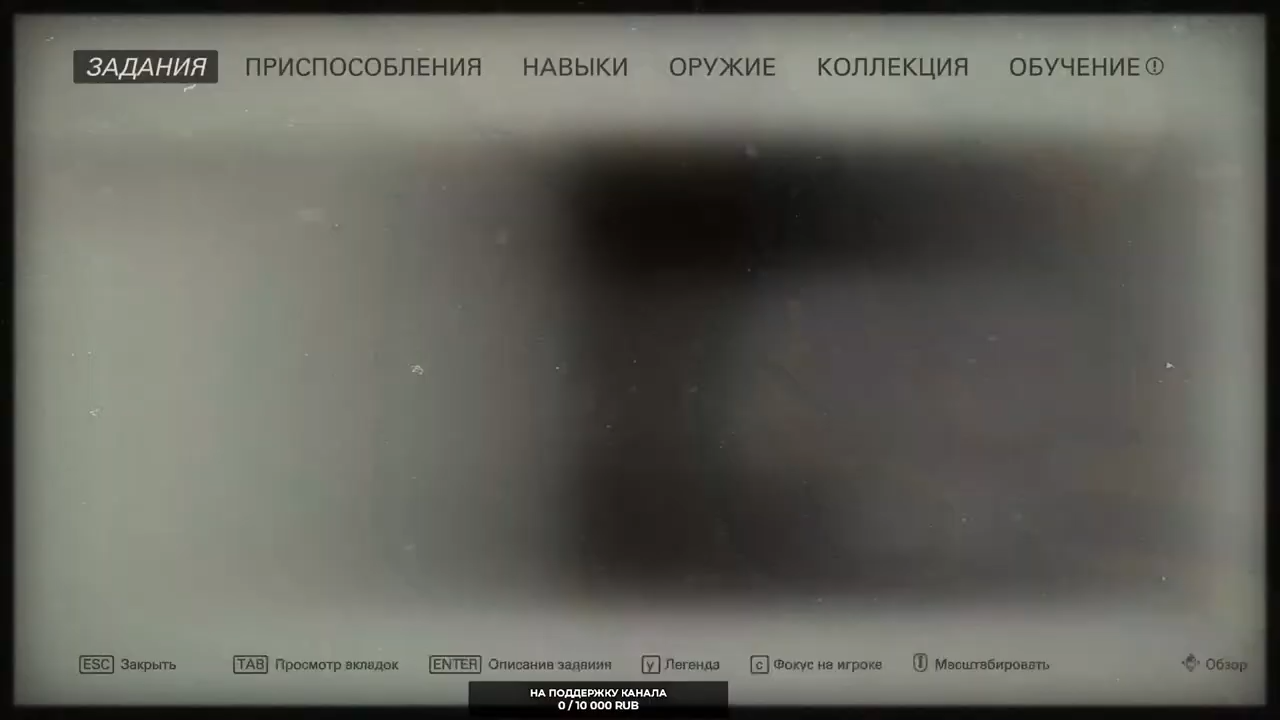 ЗАДАНИЯ ПРИСПОСОБЛЕНИЯ НАВЫКИ ОРУЖИЕ КОЛЛЕКЦИЯ ОБУЧЕНИЕ
ESC Закрыть TAB Просмотр вкладок ENTER Описание задания y Легенда c Фокус на игроке Масштабировать Обзор
НА ПОДДЕРЖКУ КАНАЛА
0 / 10 000 RUB